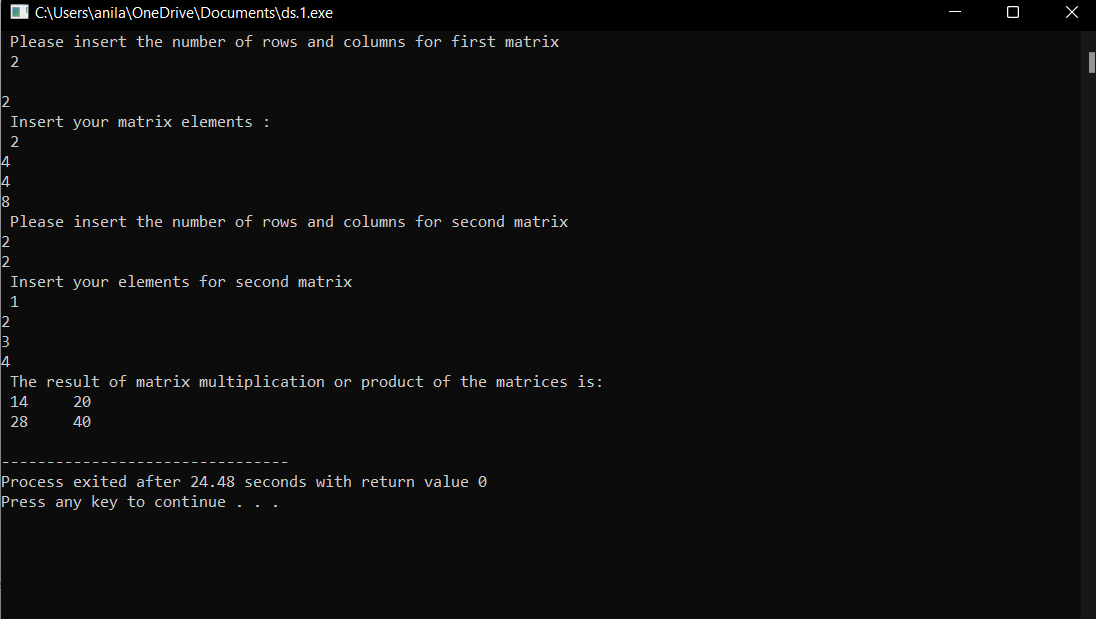 C:\Users\anila\OneDrive\Documents\ds.1.exe
Please insert the number of rows and columns for first matrix
2
2
Insert your matrix elements :
2
4
4
8
Please insert the number of rows and columns for second matrix
2
2
Insert your elements for second matrix
1
2
3
4
The result of matrix multiplication or product of the matrices is:
14 20
28 40
--------------------------------
Process exited after 24.48 seconds with return value 0
Press any key to continue . . .